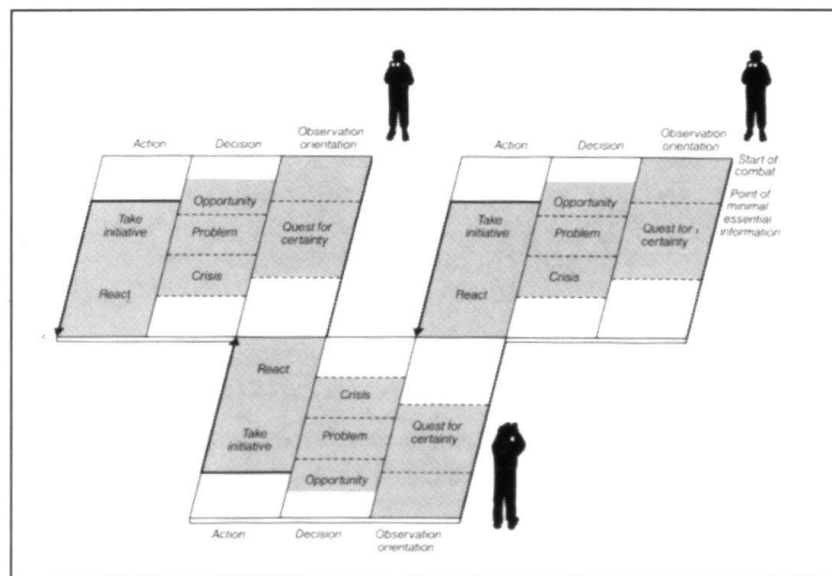 Action
Decision
Observation
orientation
Opportunity
Take
initiative
Problem
Quest for
certainty
Crisis
React
Action
Decision
Observation
orientation
Start of
combat
Point of
minimal
essential
information
Opportunity
Take
initiative
Problem
Quest for
certainty
Crisis
React
React
Crisis
Quest for
certainty
Take
initiative
Problem
Opportunity
Action
Decision
Observation
orientation